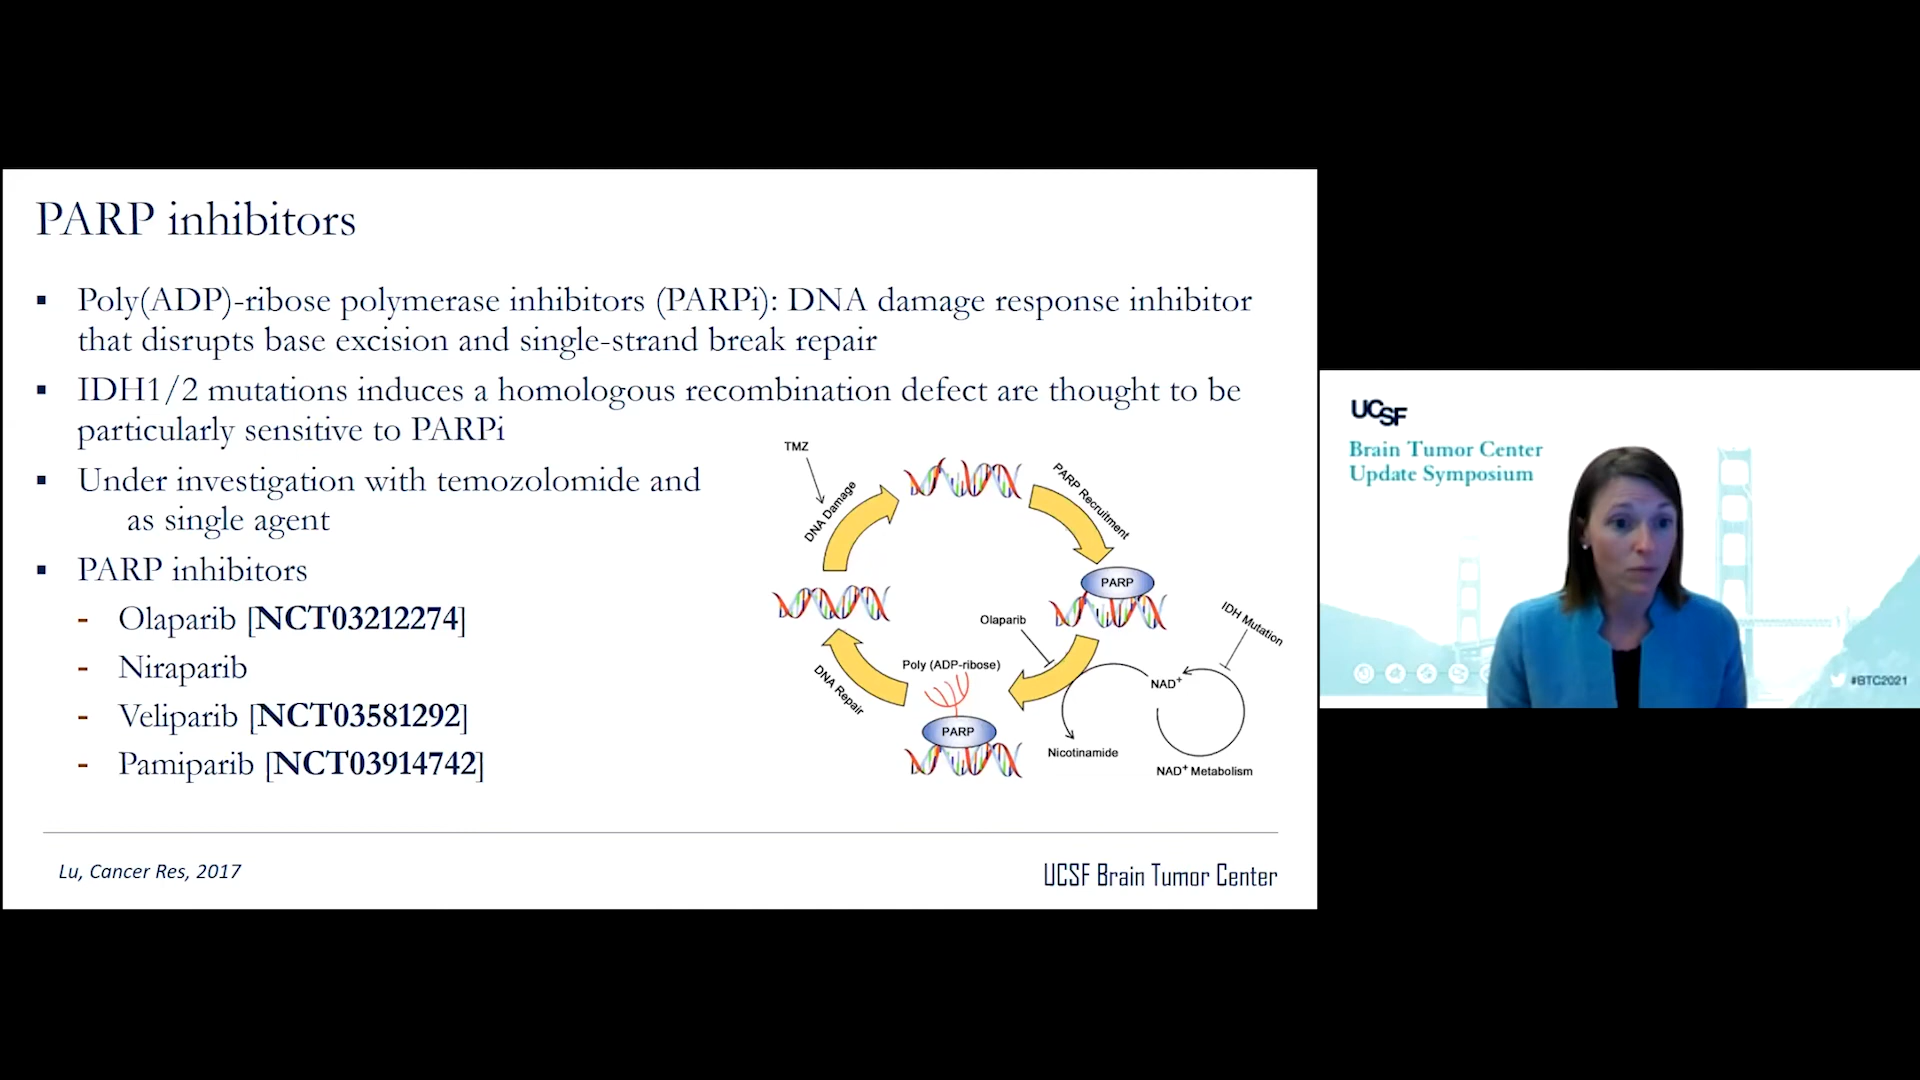 PARP inhibitors
▪ Poly(ADP)-ribose polymerase inhibitors (PARPi): DNA damage response inhibitor
that disrupts base excision and single-strand break repair
▪ IDH1/2 mutations induces a homologous recombination defect are thought to be
particularly sensitive to PARPi
▪ Under investigation with temozolomide and
as single agent
▪ PARP inhibitors
- Olaparib [NCT03212274]
- Niraparib
- Veliparib [NCT03581292]
- Pamiparib [NCT03914742]
TMZ
DNA Damage
PARP Recruitment
PARP
Olaparib
IDH Mutation
Poly (ADP-ribose)
NAD+
DNA Repair
PARP
Nicotinamide
NAD+ Metabolism
Lu, Cancer Res, 2017
UCSF Brain Tumor Center
UCSF
Brain Tumor Center
Update Symposium
#BTC2021